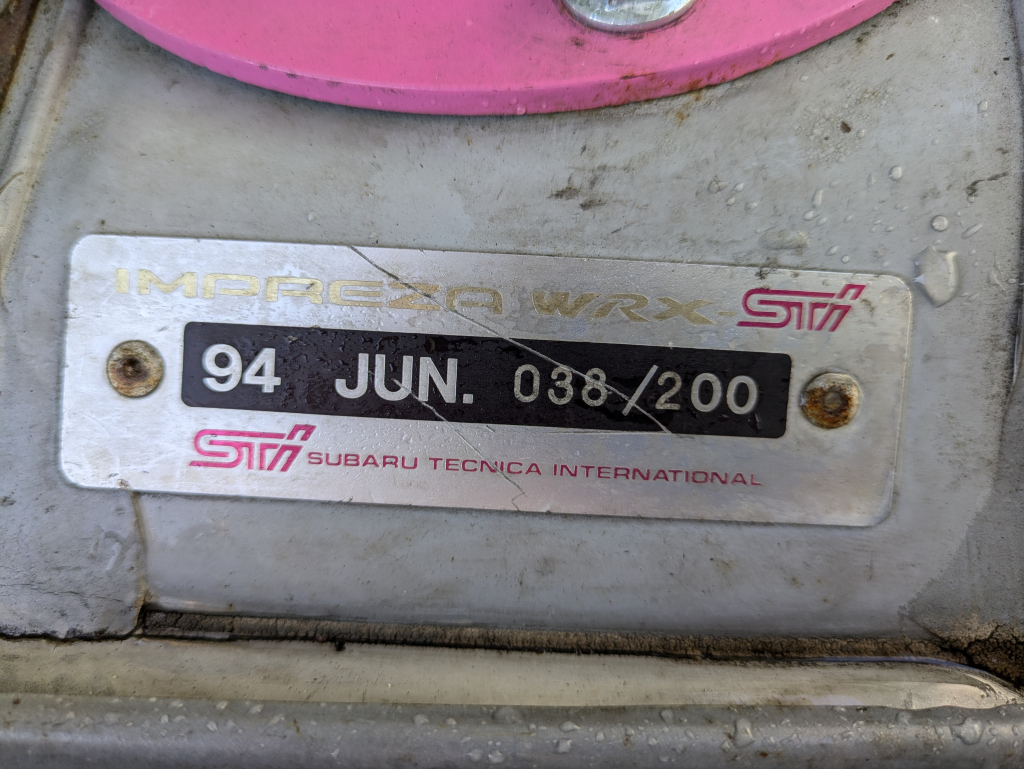 IMPREZA WRX-STi
94 JUN. 038/200
STi SUBARU TECNICA INTERNATIONAL